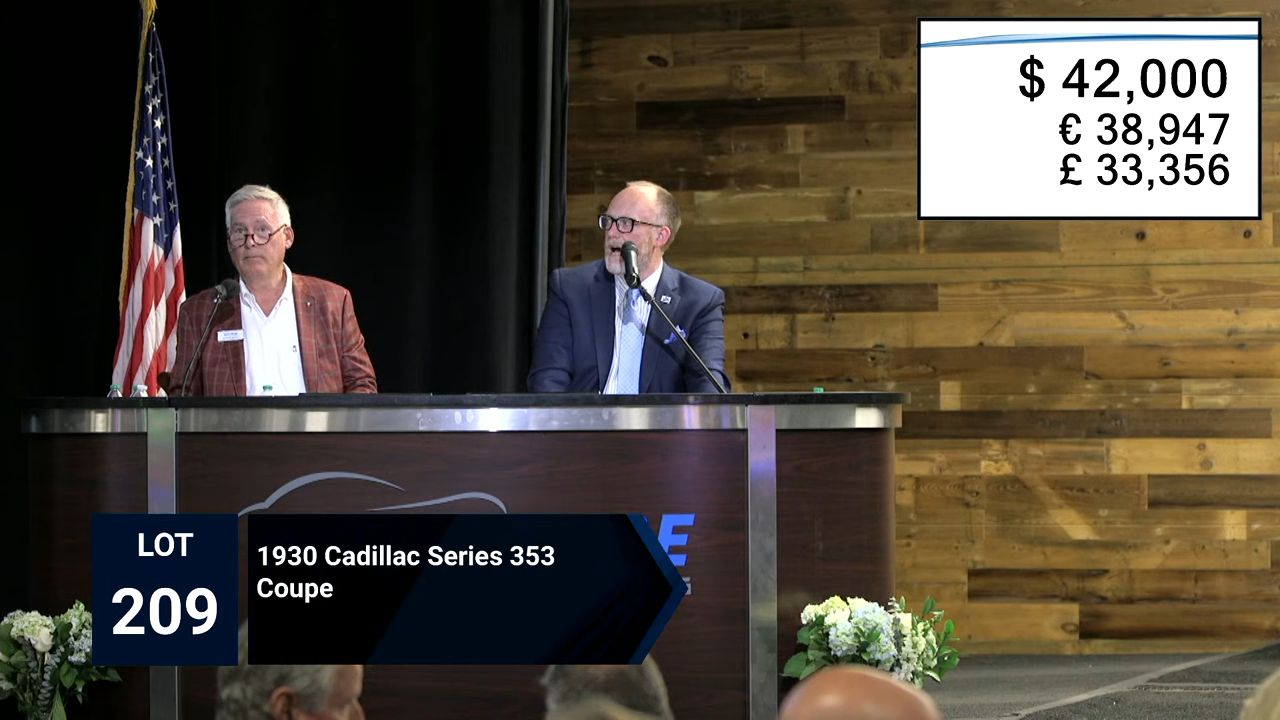 $ 42,000
€ 38,947
£ 33,356
LOT
209
1930 Cadillac Series 353
Coupe
E